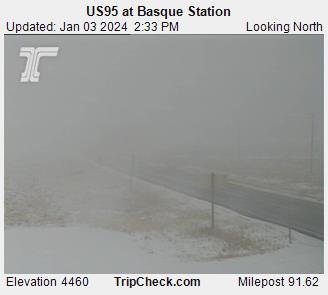 US95 at Basque Station
Updated: Jan 03 2024 2:33 PM Looking North
Elevation 4460 TripCheck.com Milepost 91.62